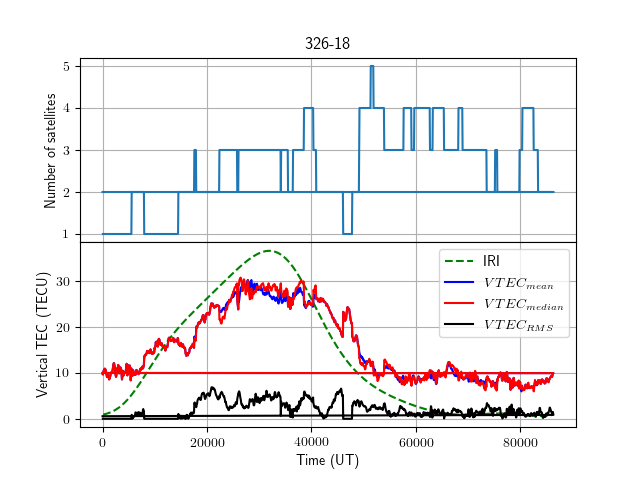 326-18
Number of satellites
5
4
3
2
1
Vertical TEC (TECU)
30
20
10
0
IRI
VTEC_mean
VTEC_median
VTEC_RMS
0 20000 40000 60000 80000
Time (UT)